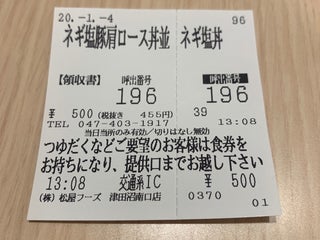 20.-1.-4 96
ネギ塩豚肩ロース丼並 ネギ塩丼
【領収書】 呼出番号 呼出番号
196 196
¥ 500(税抜き 455円) 39
TEL 047-403-1917 13:08
当日当所のみ有効/切りはなし無効
つゆだくなどご要望のお客様は食券を
お持ちになり、提供口までお越し下さい
13:08 交通系IC ¥ 500
(株)松屋フーズ 津田沼南口店 0370
01